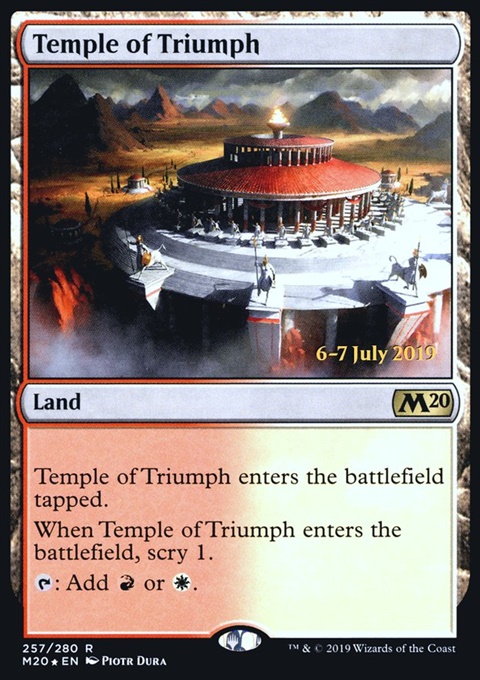 Temple of Triumph
6–7 July 2019
Land
M20
Temple of Triumph enters the battlefield
tapped.
When Temple of Triumph enters the
battlefield, scry 1.
: Add or .
257/280 R
M20★EN Piotr Dura
™ & © 2019 Wizards of the Coast